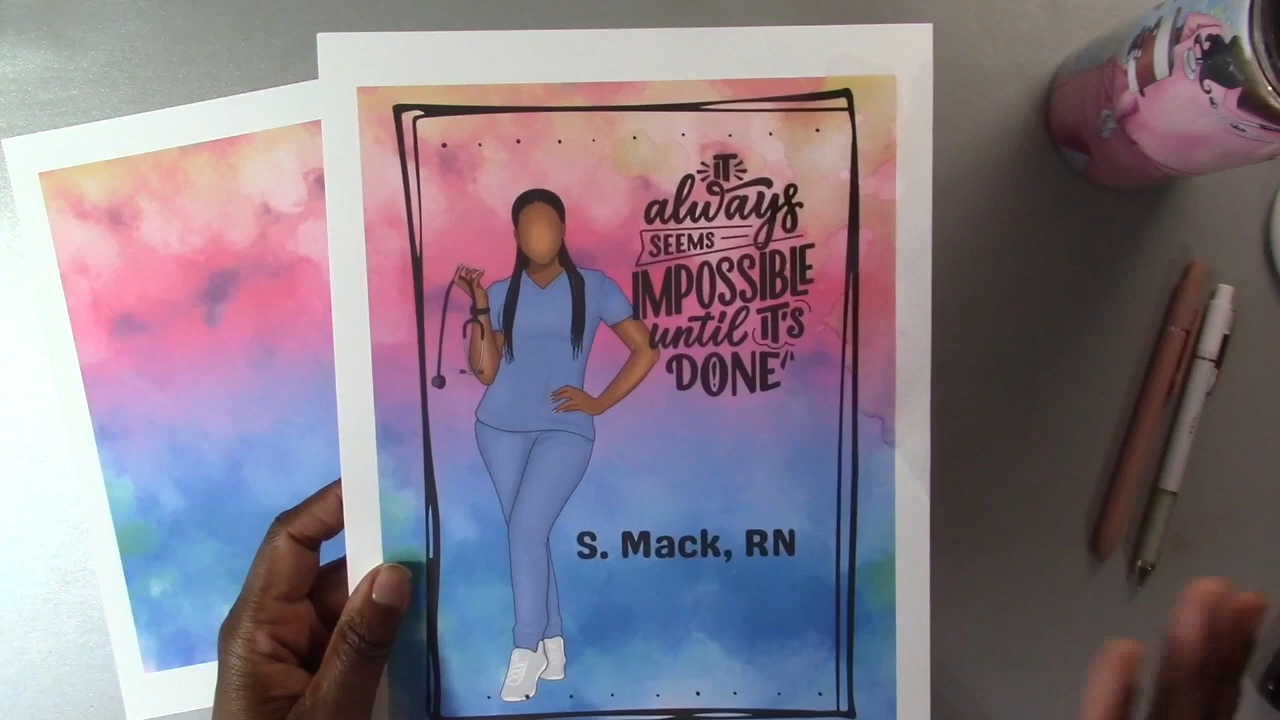 IT
always
SEEMS
IMPOSSIBLE
until IT'S
DONE
S. Mack, RN